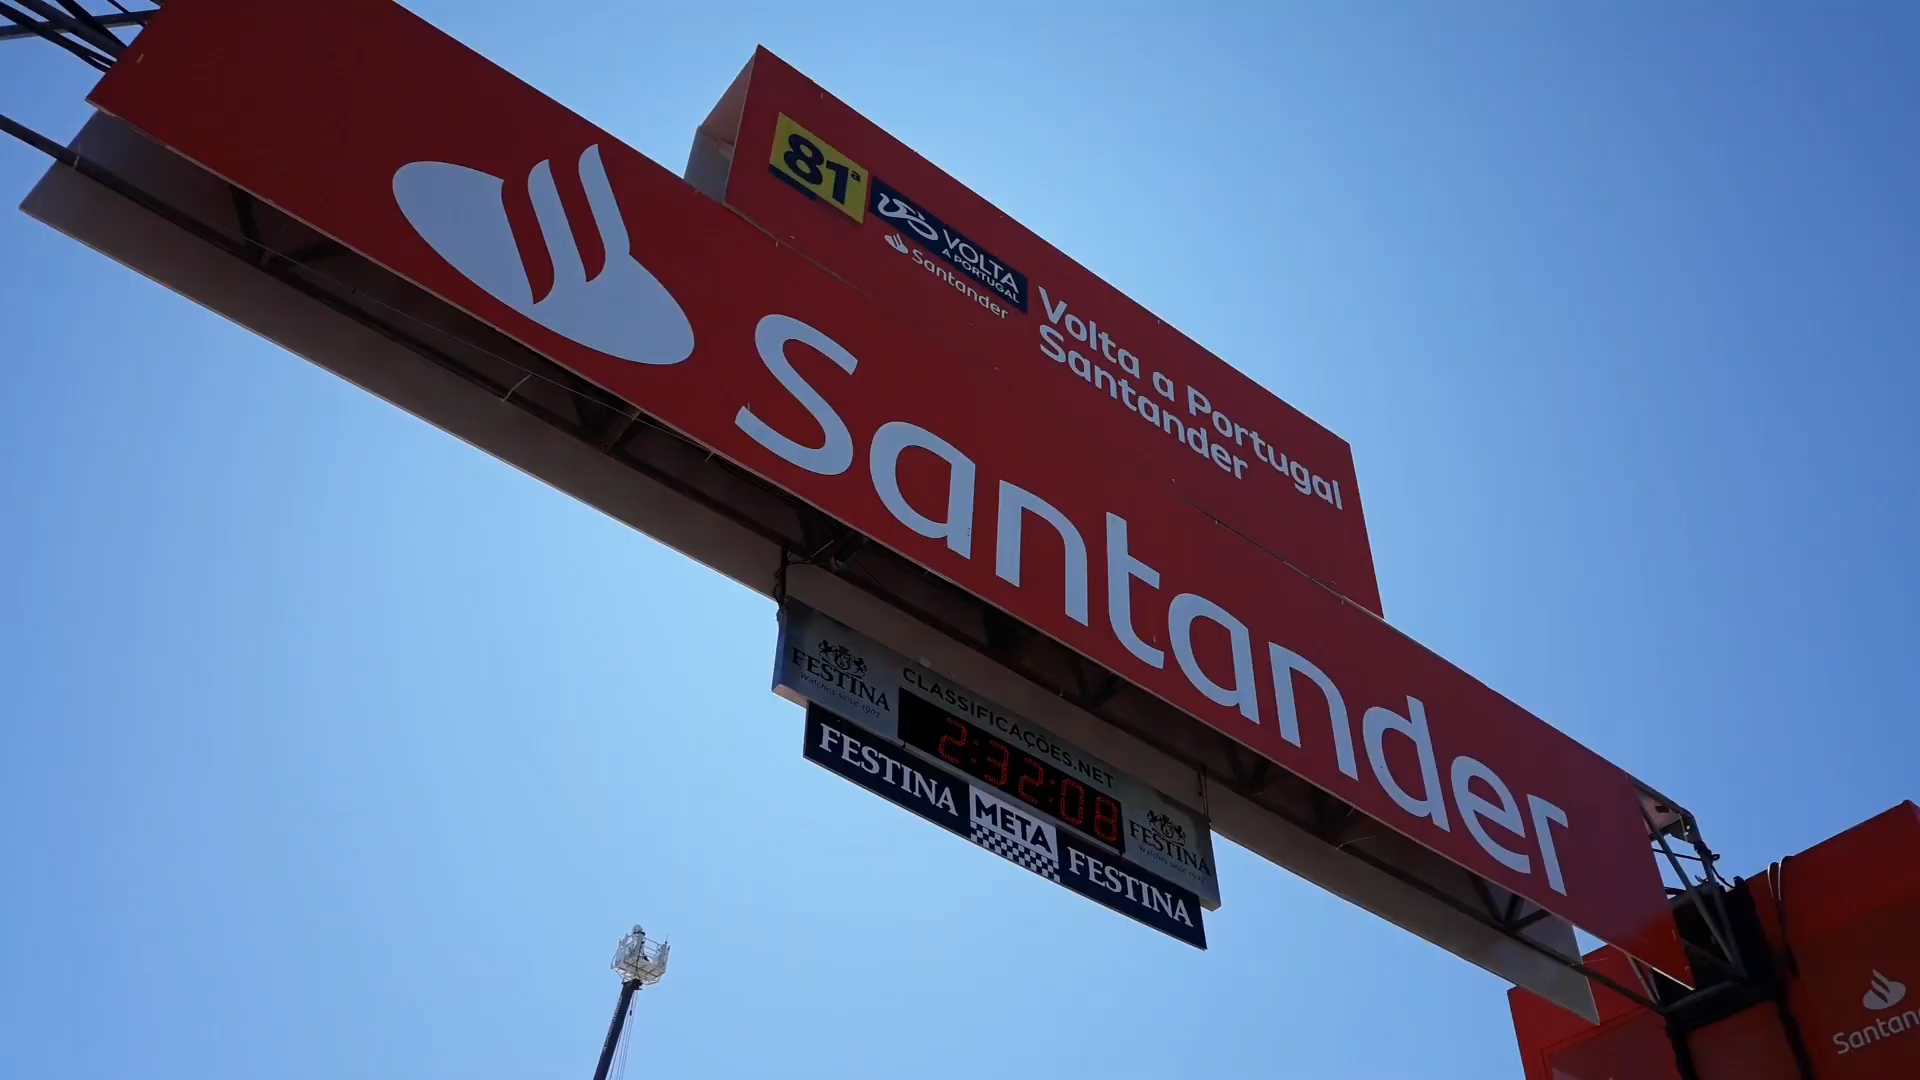 81ª
VOLTA
A PORTUGAL
Santander
Volta a Portugal
Santander
Santander
FESTINA
Watches since 1902
CLASSIFICAÇÕES.NET
2:32:08
FESTINA
Watches since 1902
FESTINA
META
FESTINA
Santan